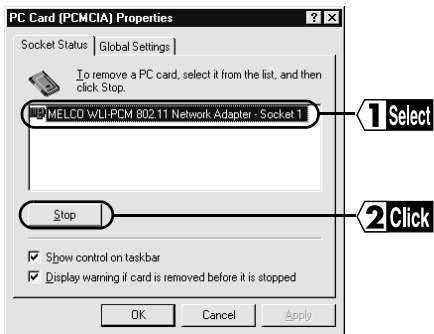 PC Card (PCMCIA) Properties
Socket Status Global Settings
To remove a PC card, select it from the list, and then
click Stop.
MELCO WLI-PCM 802.11 Network Adapter - Socket 1
1 Select
Stop
2 Click
Show control on taskbar
Display warning if card is removed before it is stopped
OK Cancel Apply